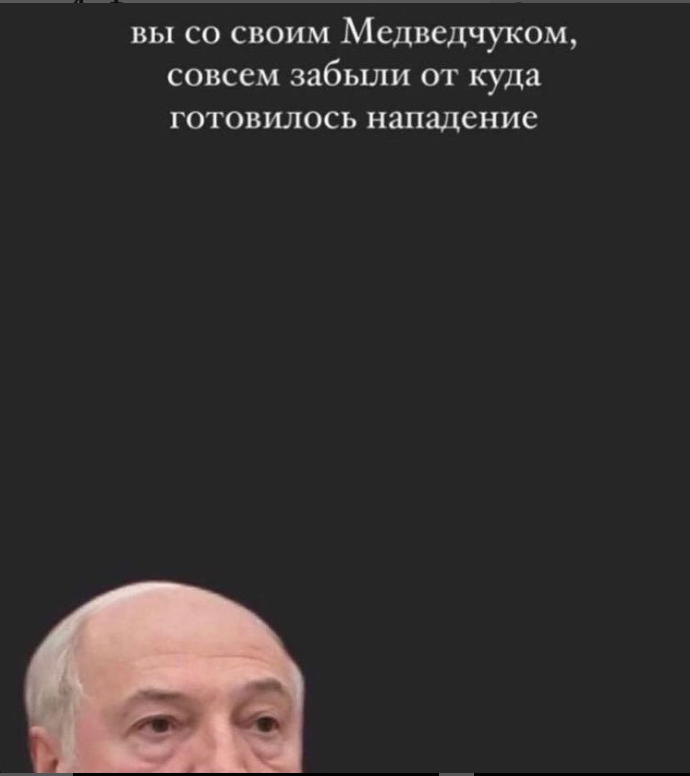 вы со своим Медведчуком,
совсем забыли от куда
готовилось нападение